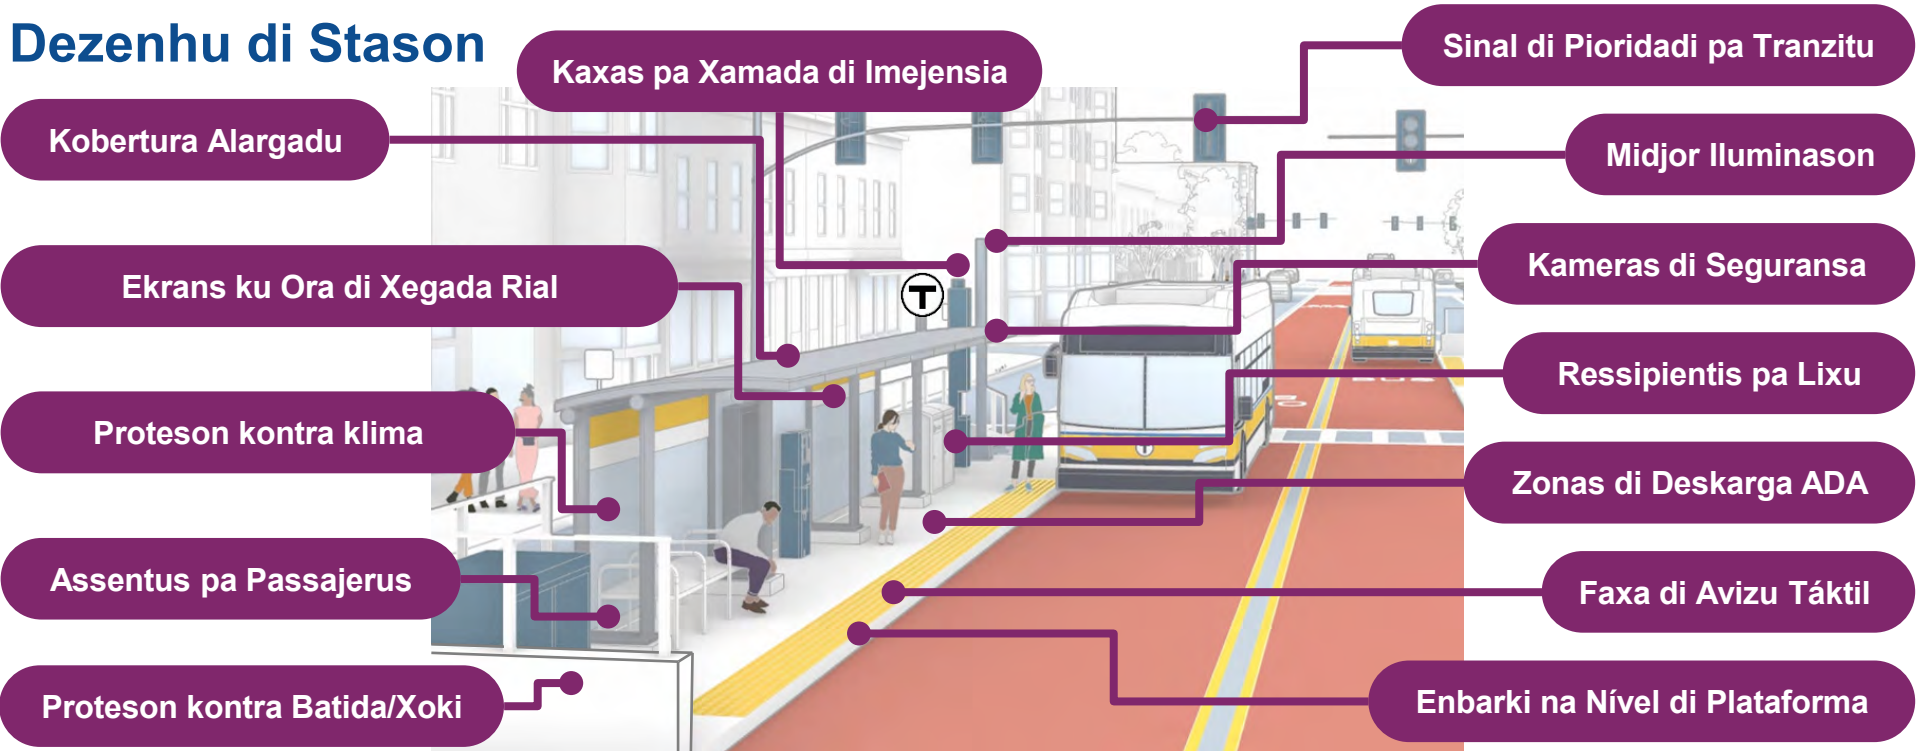 Dezenhu di Stason
Kaxas pa Xamada di Imejensia
Sinal di Pioridadi pa Tranzitu
Kobertura Alargadu
Midjor Iluminason
Ekrans ku Ora di Xegada Rial
Kameras di Seguransa
T
Ressipientis pa Lixu
Proteson kontra klima
T
Zonas di Deskarga ADA
Assentus pa Passajerus
Faxa di Avizu Táktil
Proteson kontra Batida/Xoki
Enbarki na Nível di Plataforma